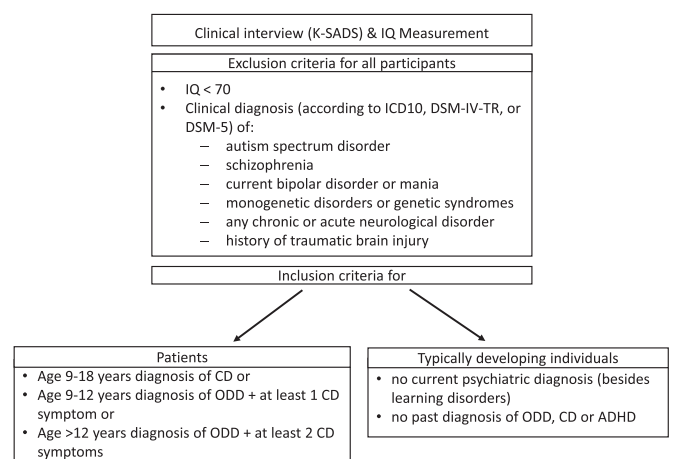 Clinical interview (K-SADS) & IQ Measurement
Exclusion criteria for all participants
• IQ < 70
• Clinical diagnosis (according to ICD10, DSM-IV-TR, or
DSM-5) of:
– autism spectrum disorder
– schizophrenia
– current bipolar disorder or mania
– monogenetic disorders or genetic syndromes
– any chronic or acute neurological disorder
– history of traumatic brain injury
Inclusion criteria for
Patients
• Age 9-18 years diagnosis of CD or
• Age 9-12 years diagnosis of ODD + at least 1 CD
symptom or
• Age >12 years diagnosis of ODD + at least 2 CD
symptoms
Typically developing individuals
• no current psychiatric diagnosis (besides
learning disorders)
• no past diagnosis of ODD, CD or ADHD